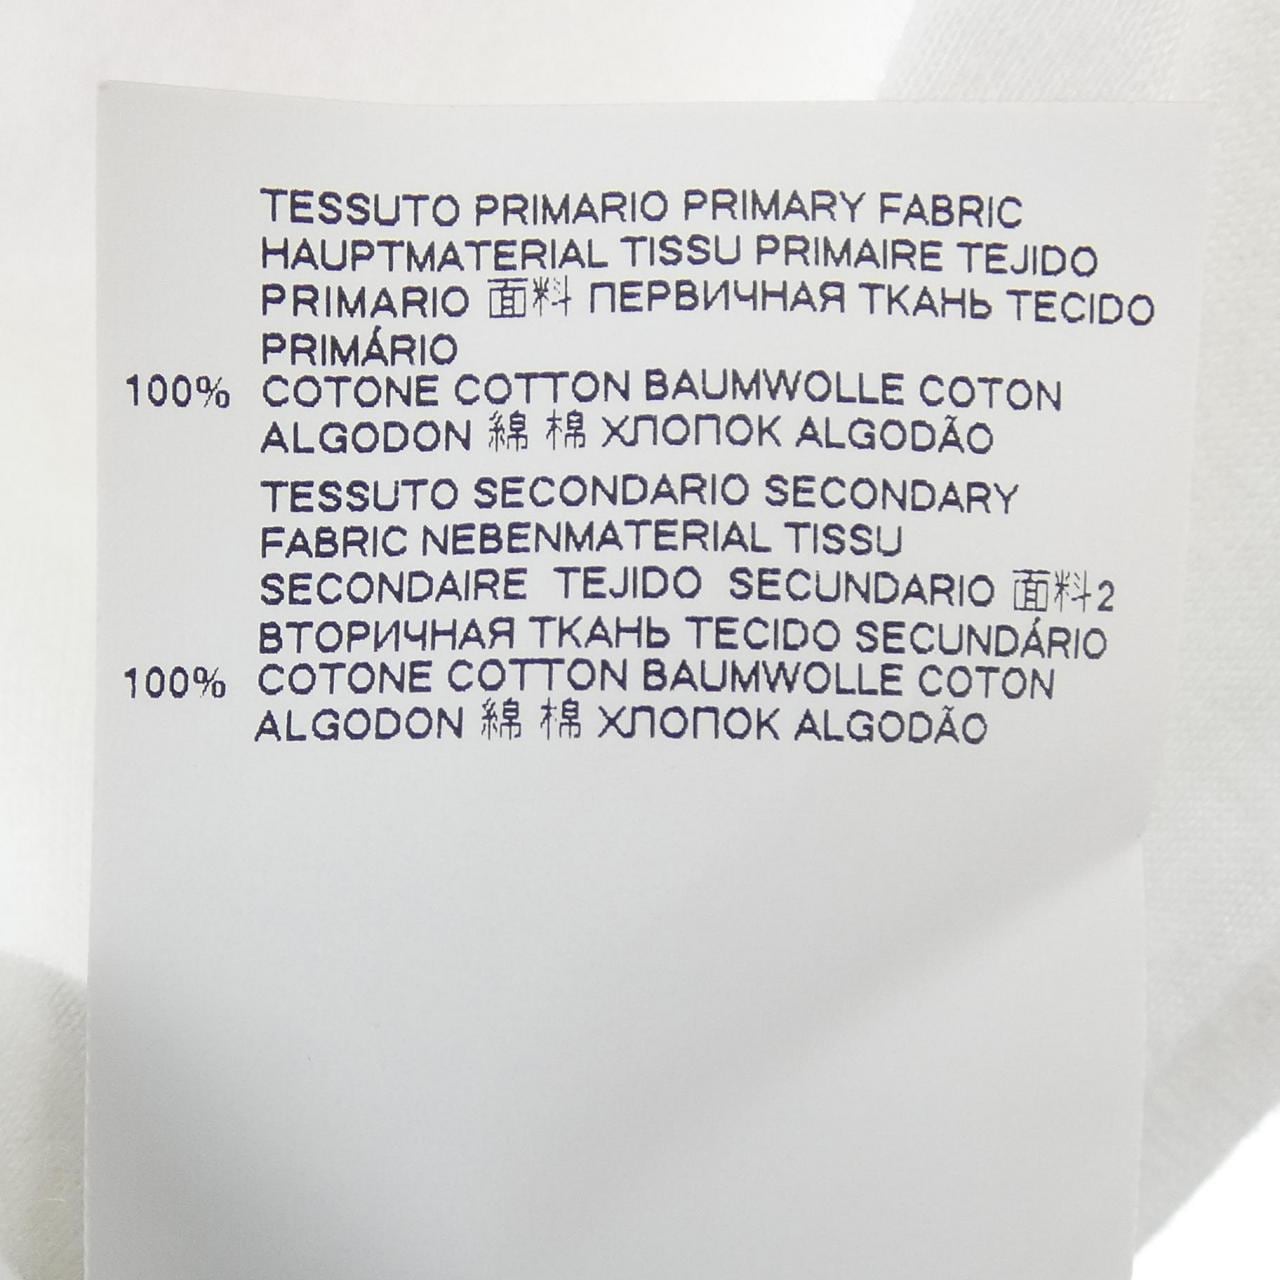 TESSUTO PRIMARIO PRIMARY FABRIC
HAUPTMATERIAL TISSU PRIMAIRE TEJIDO
PRIMARIO 面料 ПЕРВИЧНАЯ ТКАНЬ TECIDO
PRIMÁRIO
100% COTONE COTTON BAUMWOLLE COTON
ALGODON 綿 棉 ХЛОПОК ALGODÃO
TESSUTO SECONDARIO SECONDARY
FABRIC NEBENMATERIAL TISSU
SECONDAIRE TEJIDO SECUNDARIO 面料2
ВТОРИЧНАЯ ТКАНЬ TECIDO SECUNDÁRIO
100% COTONE COTTON BAUMWOLLE COTON
ALGODON 綿 棉 ХЛОПОК ALGODÃO